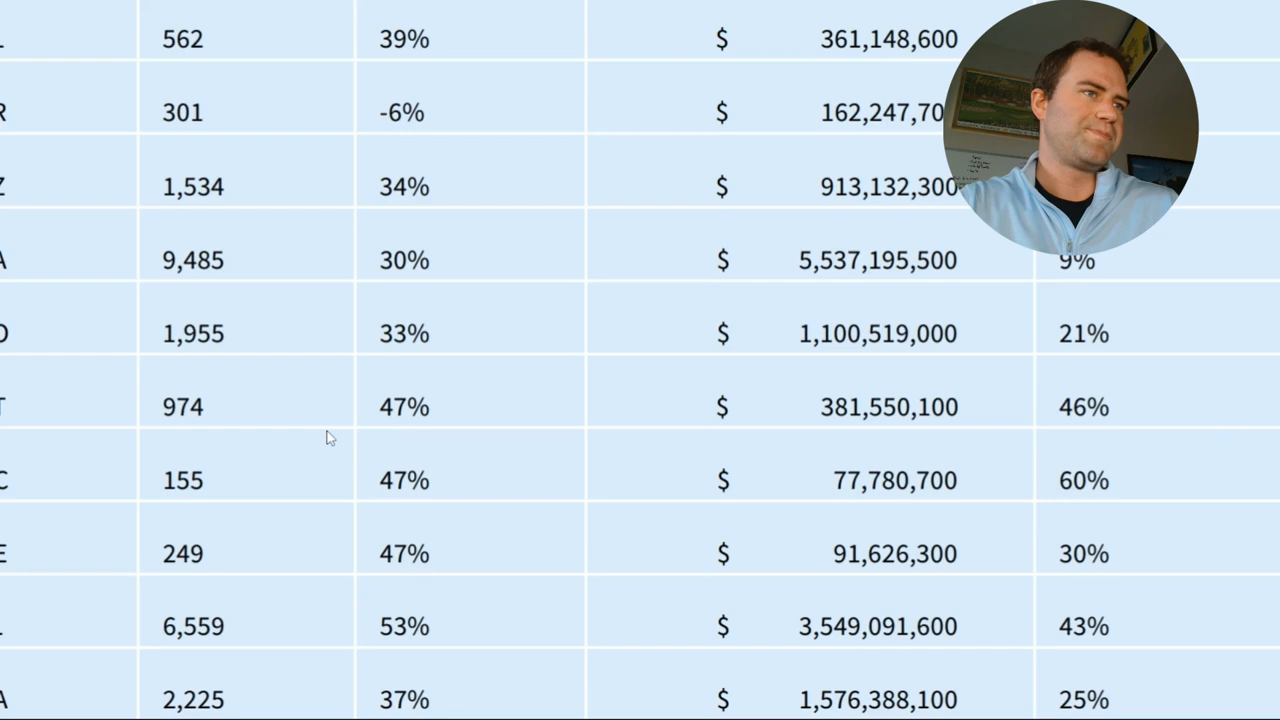 L 562 39% $ 361,148,600
R 301 -6% $ 162,247,70
Z 1,534 34% $ 913,132,300
A 9,485 30% $ 5,537,195,500 9%
O 1,955 33% $ 1,100,519,000 21%
T 974 47% $ 381,550,100 46%
C 155 47% $ 77,780,700 60%
E 249 47% $ 91,626,300 30%
L 6,559 53% $ 3,549,091,600 43%
A 2,225 37% $ 1,576,388,100 25%